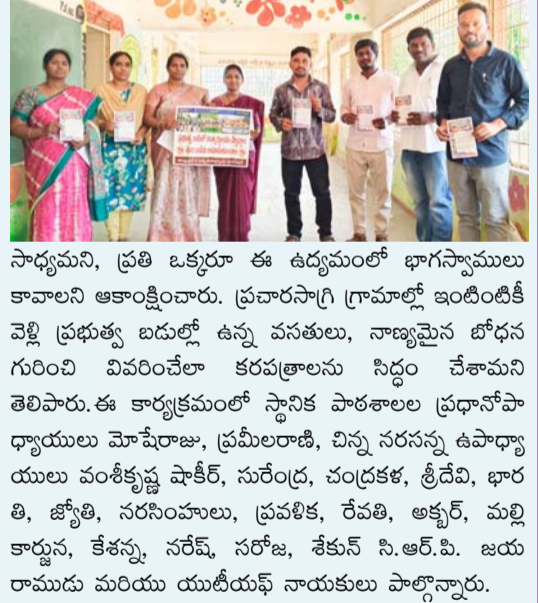 సాధ్యమని, ప్రతి ఒక్కరూ ఈ ఉద్యమంలో భాగస్వాములు
కావాలని ఆకాంక్షించారు. ప్రచారసాగ్రి గ్రామాల్లో ఇంటింటికీ
వెళ్లి ప్రభుత్వ బడుల్లో ఉన్న వసతులు, నాణ్యమైన బోధన
గురించి వివరించేలా కరపత్రాలను సిద్ధం చేశామని
తెలిపారు.ఈ కార్యక్రమంలో స్థానిక పాఠశాలల ప్రధానోపా
ధ్యాయులు మోషేరాజు, ప్రమీలరాణి, చిన్న నరసన్న ఉపాధ్యా
యులు వంశీకృష్ణ షాకీర్, సురేంద్ర, చంద్రకళ, శ్రీదేవి, భార
తి, జ్యోతి, నరసింహులు, ప్రవళిక, రేవతి, అక్బర్, మల్లి
కార్జున, కేశన్న, నరేష్, సరోజ, శేకున్ సి.ఆర్.పి. జయ
రాముడు మరియు యుటీయఫ్ నాయకులు పాల్గొన్నారు.